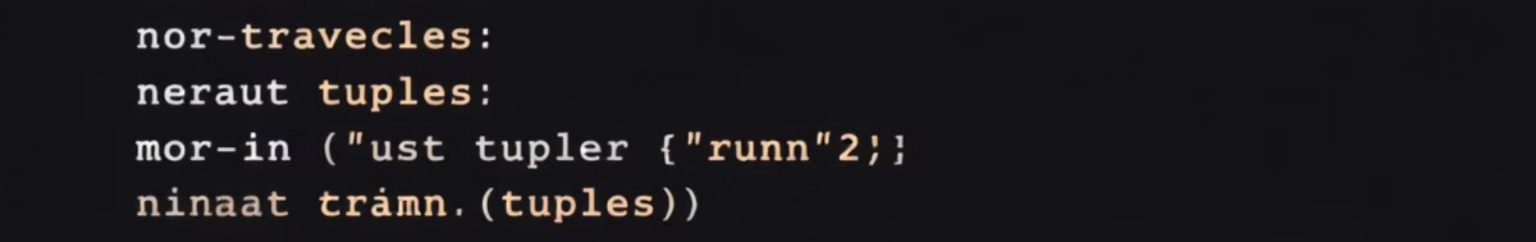 nor-travecles:
neraut tuples:
mor-in ("ust tupler {"runn"2;}
ninaat trámn.(tuples))